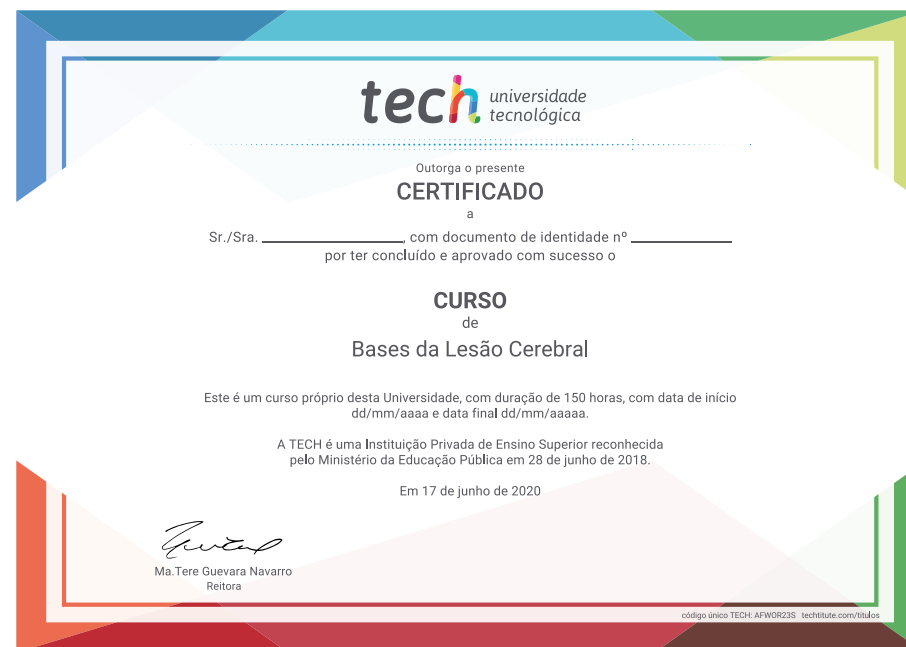 tech universidade
tecnológica
Outorga o presente
CERTIFICADO
a
Sr./Sra. ____________, com documento de identidade nº _________
por ter concluído e aprovado com sucesso o
CURSO
de
Bases da Lesão Cerebral
Este é um curso próprio desta Universidade, com duração de 150 horas, com data de início
dd/mm/aaaa e data final dd/mm/aaaaa.
A TECH é uma Instituição Privada de Ensino Superior reconhecida
pelo Ministério da Educação Pública em 28 de junho de 2018.
Em 17 de junho de 2020
Ma.Tere Guevara Navarro
Reitora
código único TECH: AFWOR23S techtitute.com/títulos